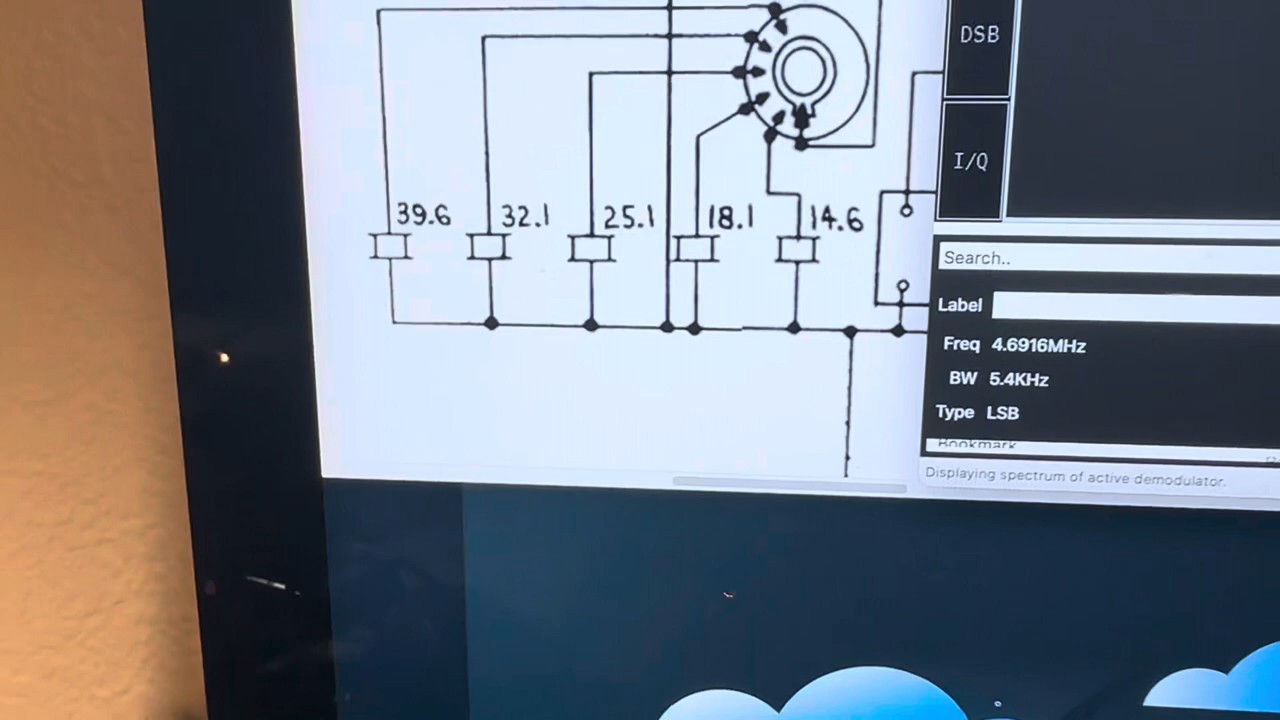 DSB
I/Q
39.6
32.1
25.1
18.1
14.6
Search..
Label
Freq 4.6916MHz
BW 5.4KHz
Type LSB
Bookmark
Displaying spectrum of active demodulator.